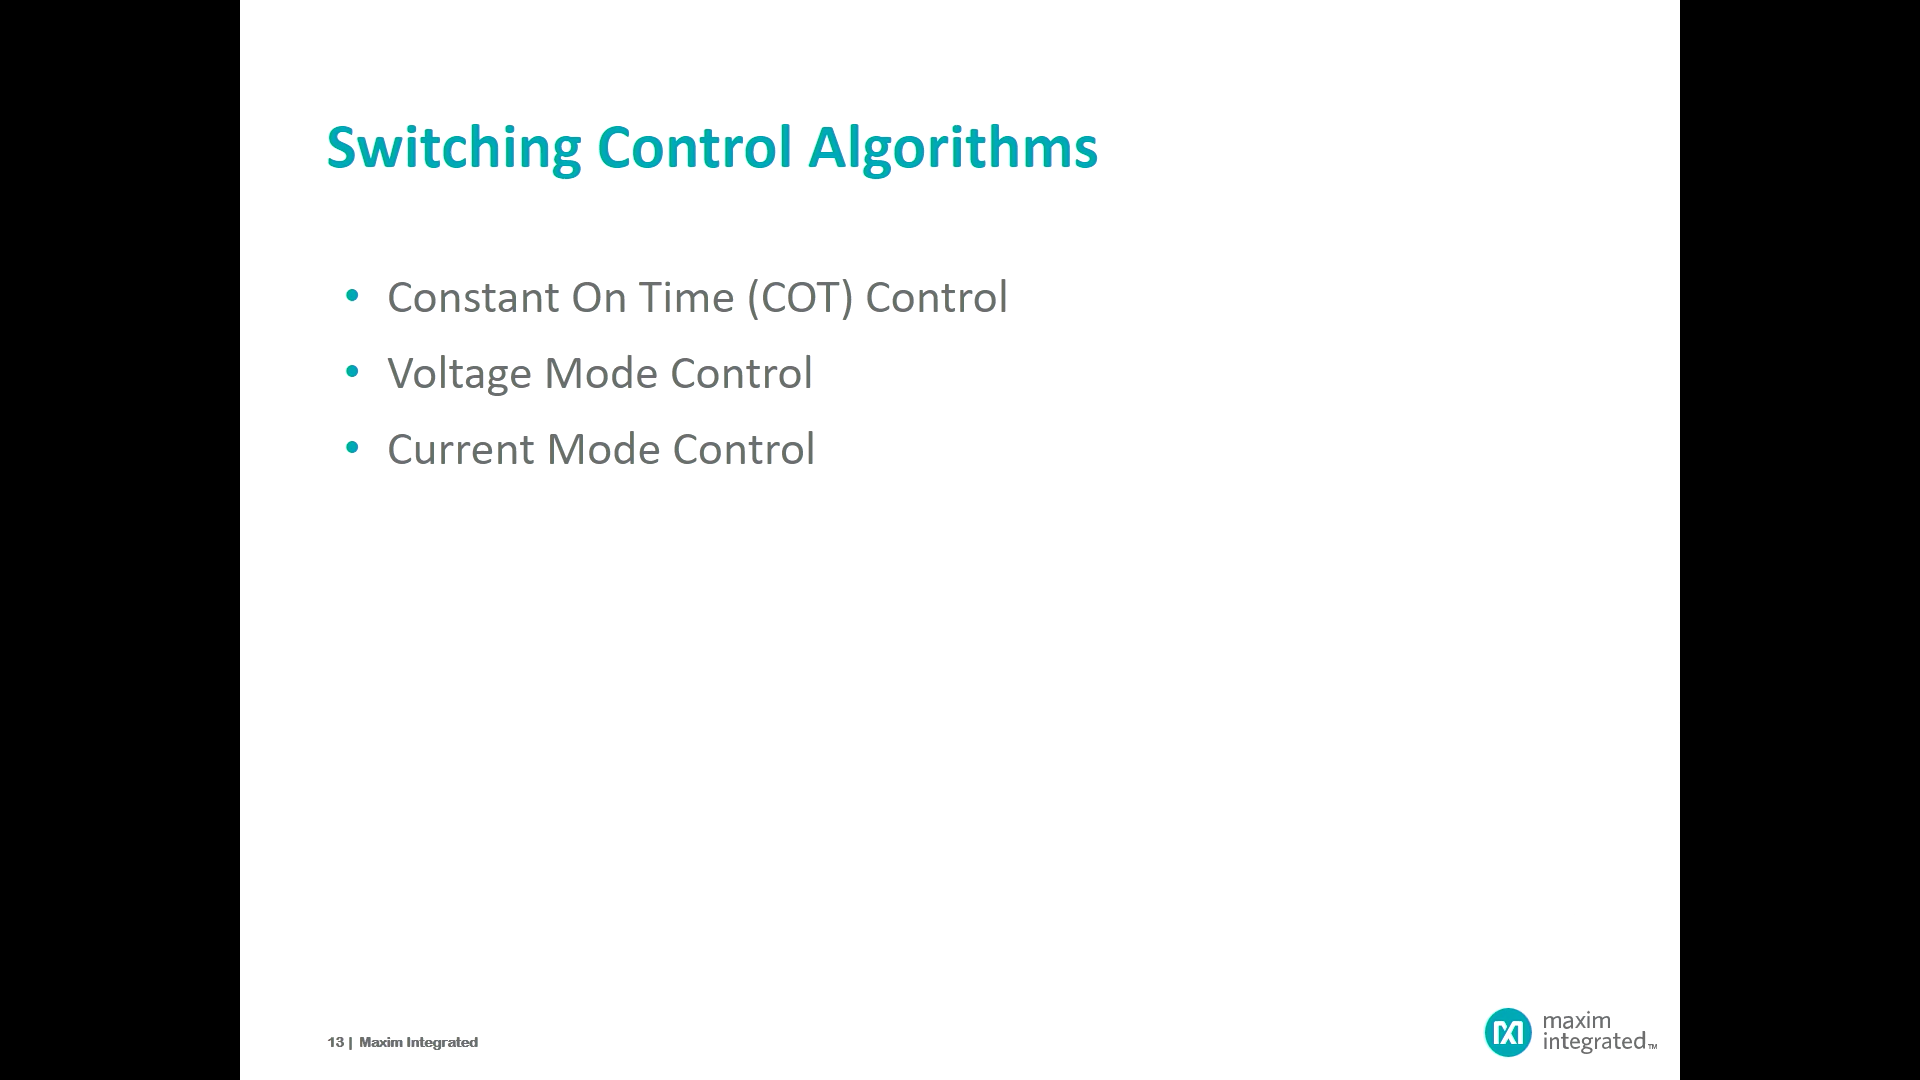 Switching Control Algorithms
• Constant On Time (COT) Control
• Voltage Mode Control
• Current Mode Control
13 | Maxim Integrated
maxim
integrated™